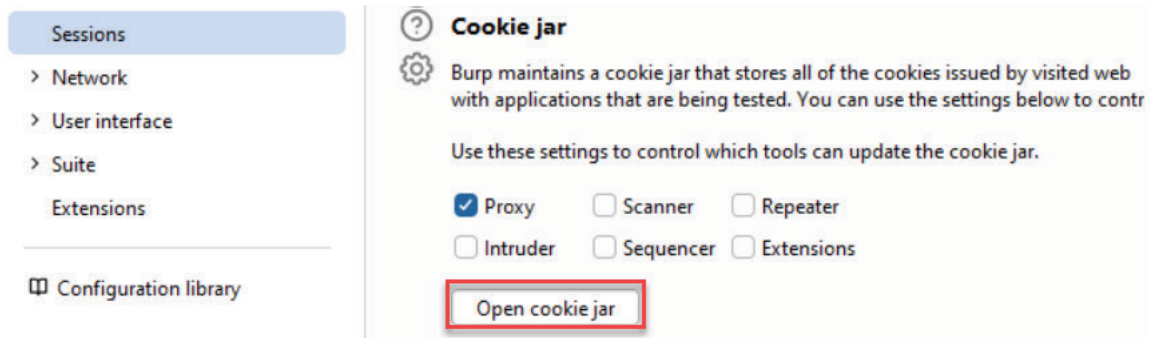 Sessions
Network
User interface
Suite
Extensions
Configuration library
Cookie jar
Burp maintains a cookie jar that stores all of the cookies issued by visited web
with applications that are being tested. You can use the settings below to contr
Use these settings to control which tools can update the cookie jar.
Proxy Scanner Repeater
Intruder Sequencer Extensions
Open cookie jar